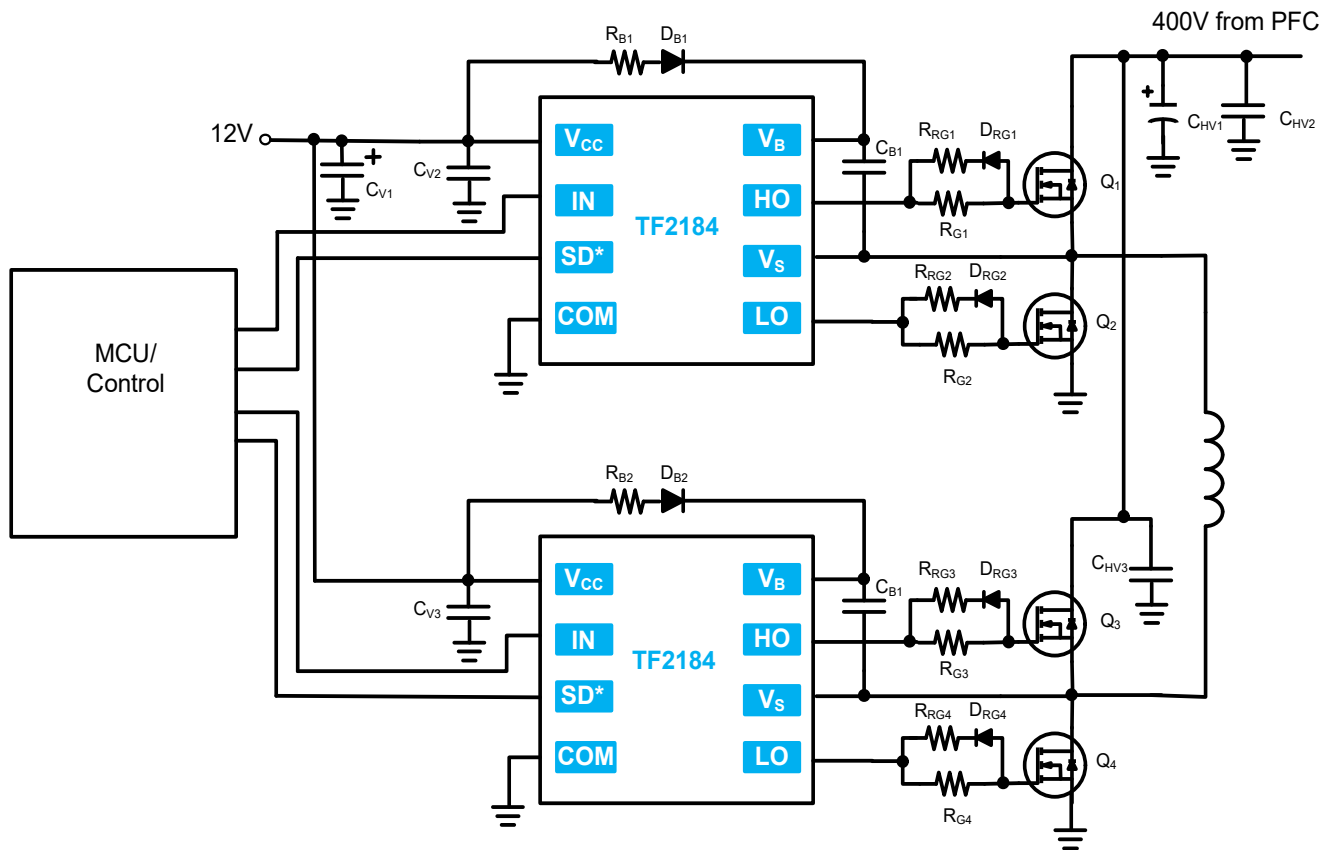 400V from PFC
RB1 DB1
12V
CV1
CV2
VCC
IN
SD*
COM
TF2184
VB
HO
VS
LO
CB1
RRG1 DRG1
RG1
Q1
RRG2 DRG2
RG2
Q2
CHV1
CHV2
MCU/
Control
RB2 DB2
CV3
VCC
IN
SD*
COM
TF2184
VB
HO
VS
LO
CB1
RRG3 DRG3
RG3
Q3
CHV3
RRG4 DRG4
RG4
Q4